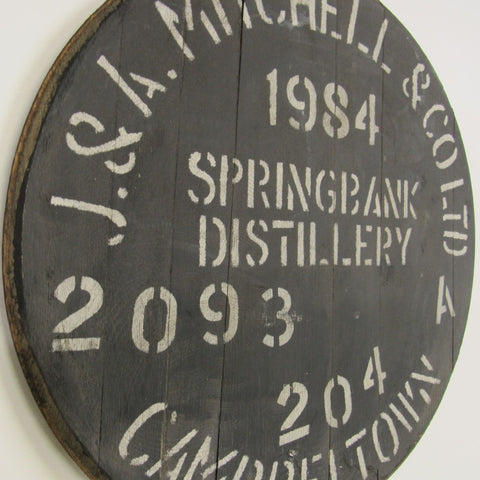 J. & A. MITCHELL & CO LTD
1984
SPRINGBANK
DISTILLERY
2093 A
204
CAMPBELTOWN